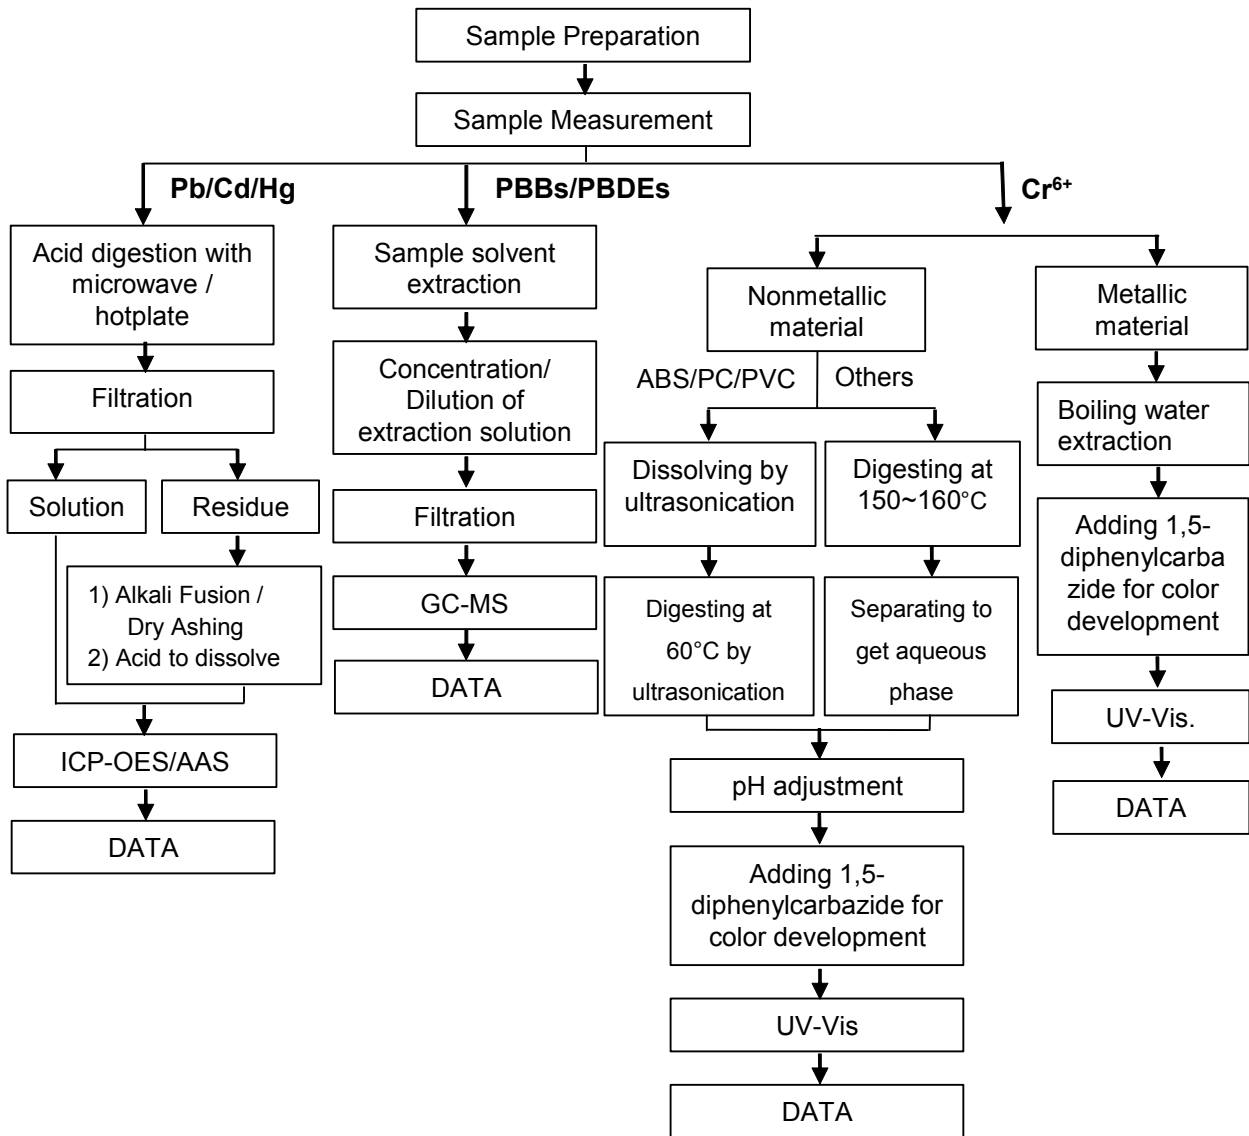 Sample Preparation
Sample Measurement
Pb/Cd/Hg
PBBs/PBDEs
Cr⁶⁺
Acid digestion with
microwave /
hotplate
Filtration
Solution
Residue
1) Alkali Fusion /
Dry Ashing
2) Acid to dissolve
ICP-OES/AAS
DATA
Sample solvent
extraction
Concentration/
Dilution of
extraction solution
Filtration
GC-MS
DATA
Nonmetallic
material
ABS/PC/PVC
Others
Dissolving by
ultrasonication
Digesting at
60°C by
ultrasonication
Digesting at
150~160°C
Separating to
get aqueous
phase
pH adjustment
Adding 1,5-
diphenylcarbazide for
color development
UV-Vis
DATA
Metallic
material
Boiling water
extraction
Adding 1,5-
diphenylcarba
zide for color
development
UV-Vis.
DATA